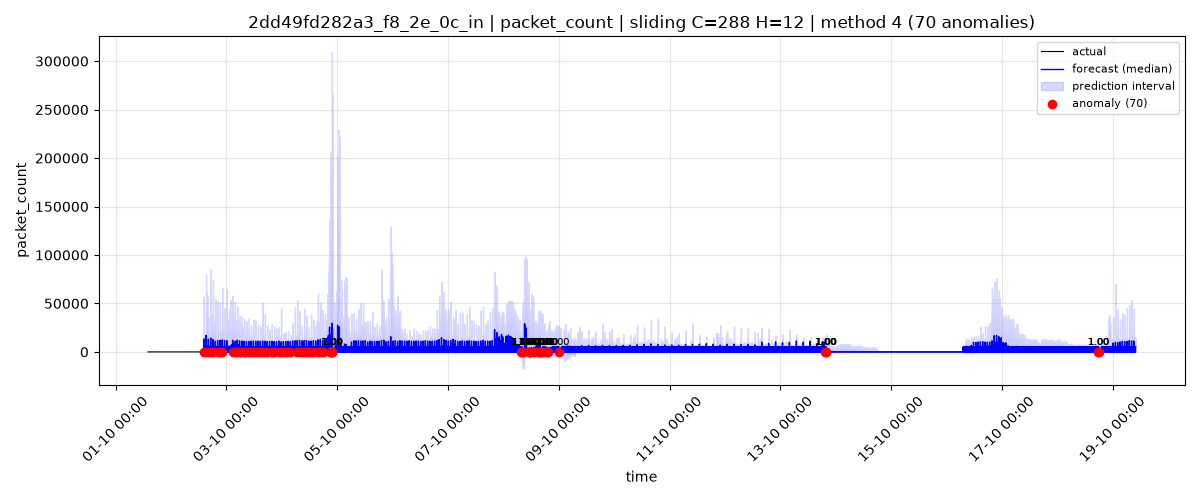 2dd49fd282a3_f8_2e_0c_in | packet_count | sliding C=288 H=12 | method 4 (70 anomalies)
actual
forecast (median)
prediction interval
anomaly (70)
packet_count
300000
250000
200000
150000
100000
50000
0
1.00
1.00
1.00
01-10 00:00
03-10 00:00
05-10 00:00
07-10 00:00
09-10 00:00
11-10 00:00
13-10 00:00
15-10 00:00
17-10 00:00
19-10 00:00
time